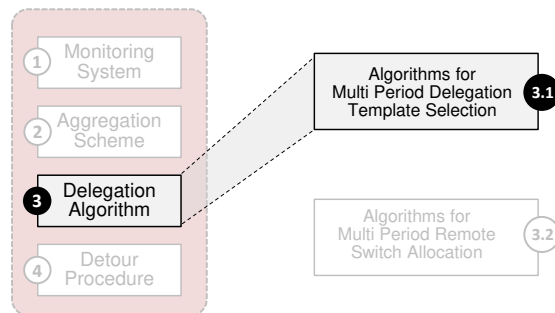 1
Monitoring
System
2
Aggregation
Scheme
3
Delegation
Algorithm
4
Detour
Procedure
Algorithms for
Multi Period Delegation
Template Selection
3.1
Algorithms for
Multi Period Remote
Switch Allocation
3.2